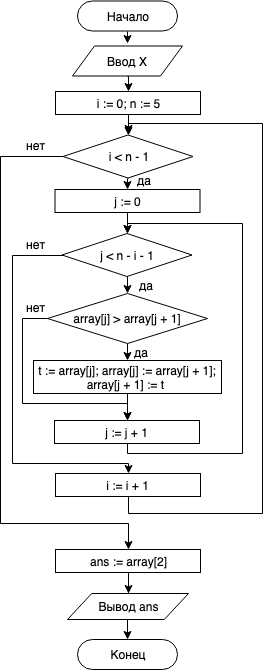 Начало
Ввод X
i := 0; n := 5
i < n - 1
нет
да
j := 0
j < n - i - 1
нет
да
array[j] > array[j + 1]
нет
да
t := array[j]; array[j] := array[j + 1];
array[j + 1] := t
j := j + 1
i := i + 1
ans := array[2]
Вывод ans
Конец